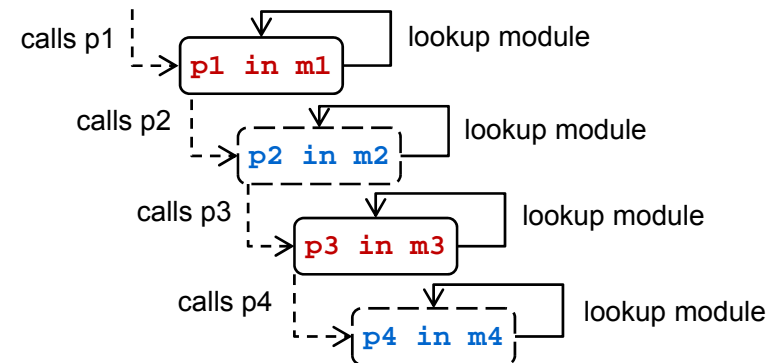 calls p1
lookup module
p1 in m1
calls p2
lookup module
p2 in m2
calls p3
lookup module
p3 in m3
calls p4
lookup module
p4 in m4